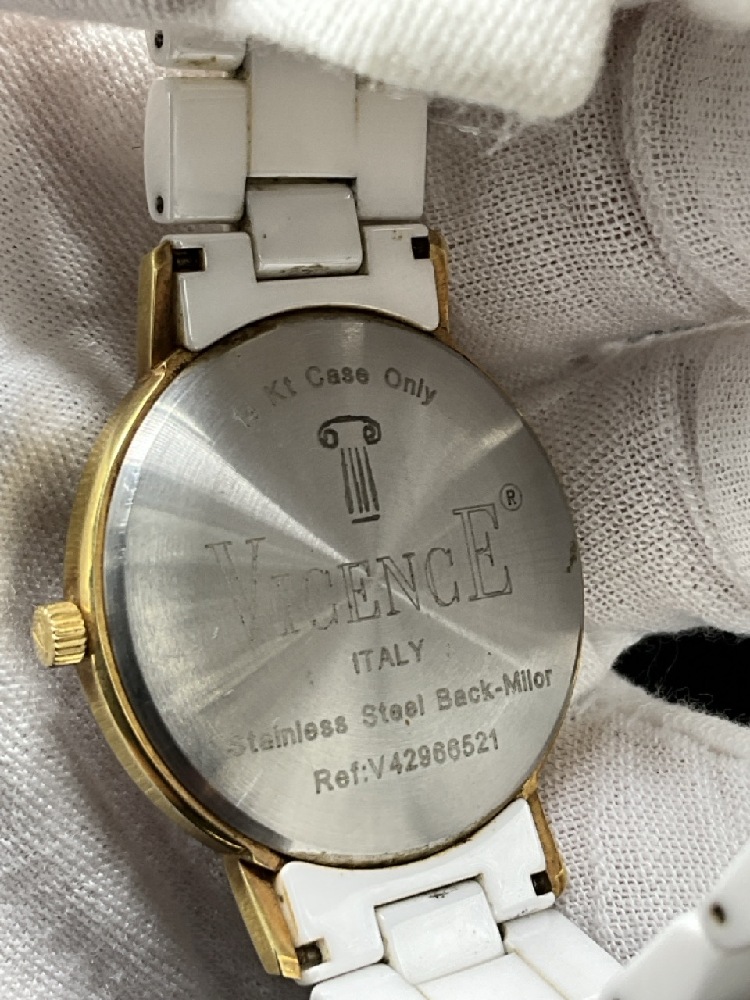 Kt Case Only
VICENCE®
ITALY
Stainless Steel Back-Milor
Ref:V42966521